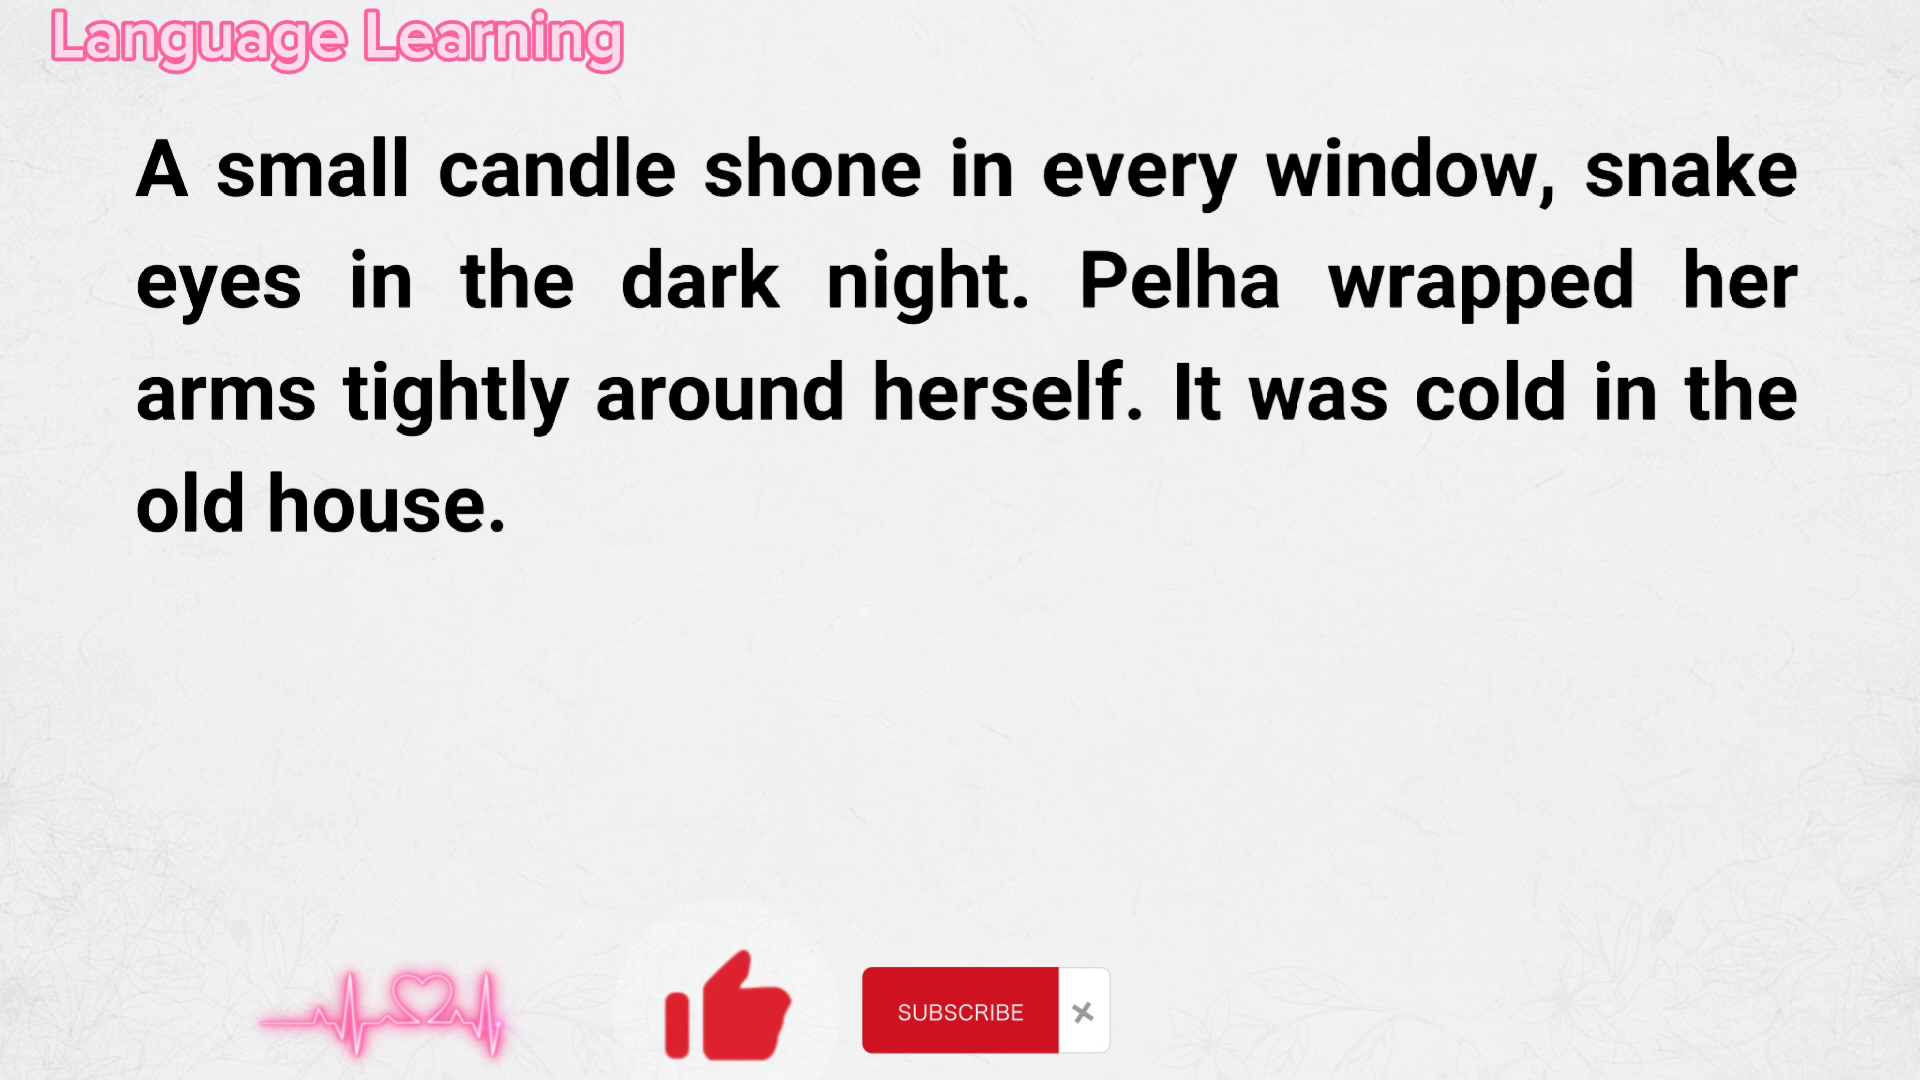 Language Learning
A small candle shone in every window, snake
eyes in the dark night. Pelha wrapped her
arms tightly around herself. It was cold in the
old house.
SUBSCRIBE